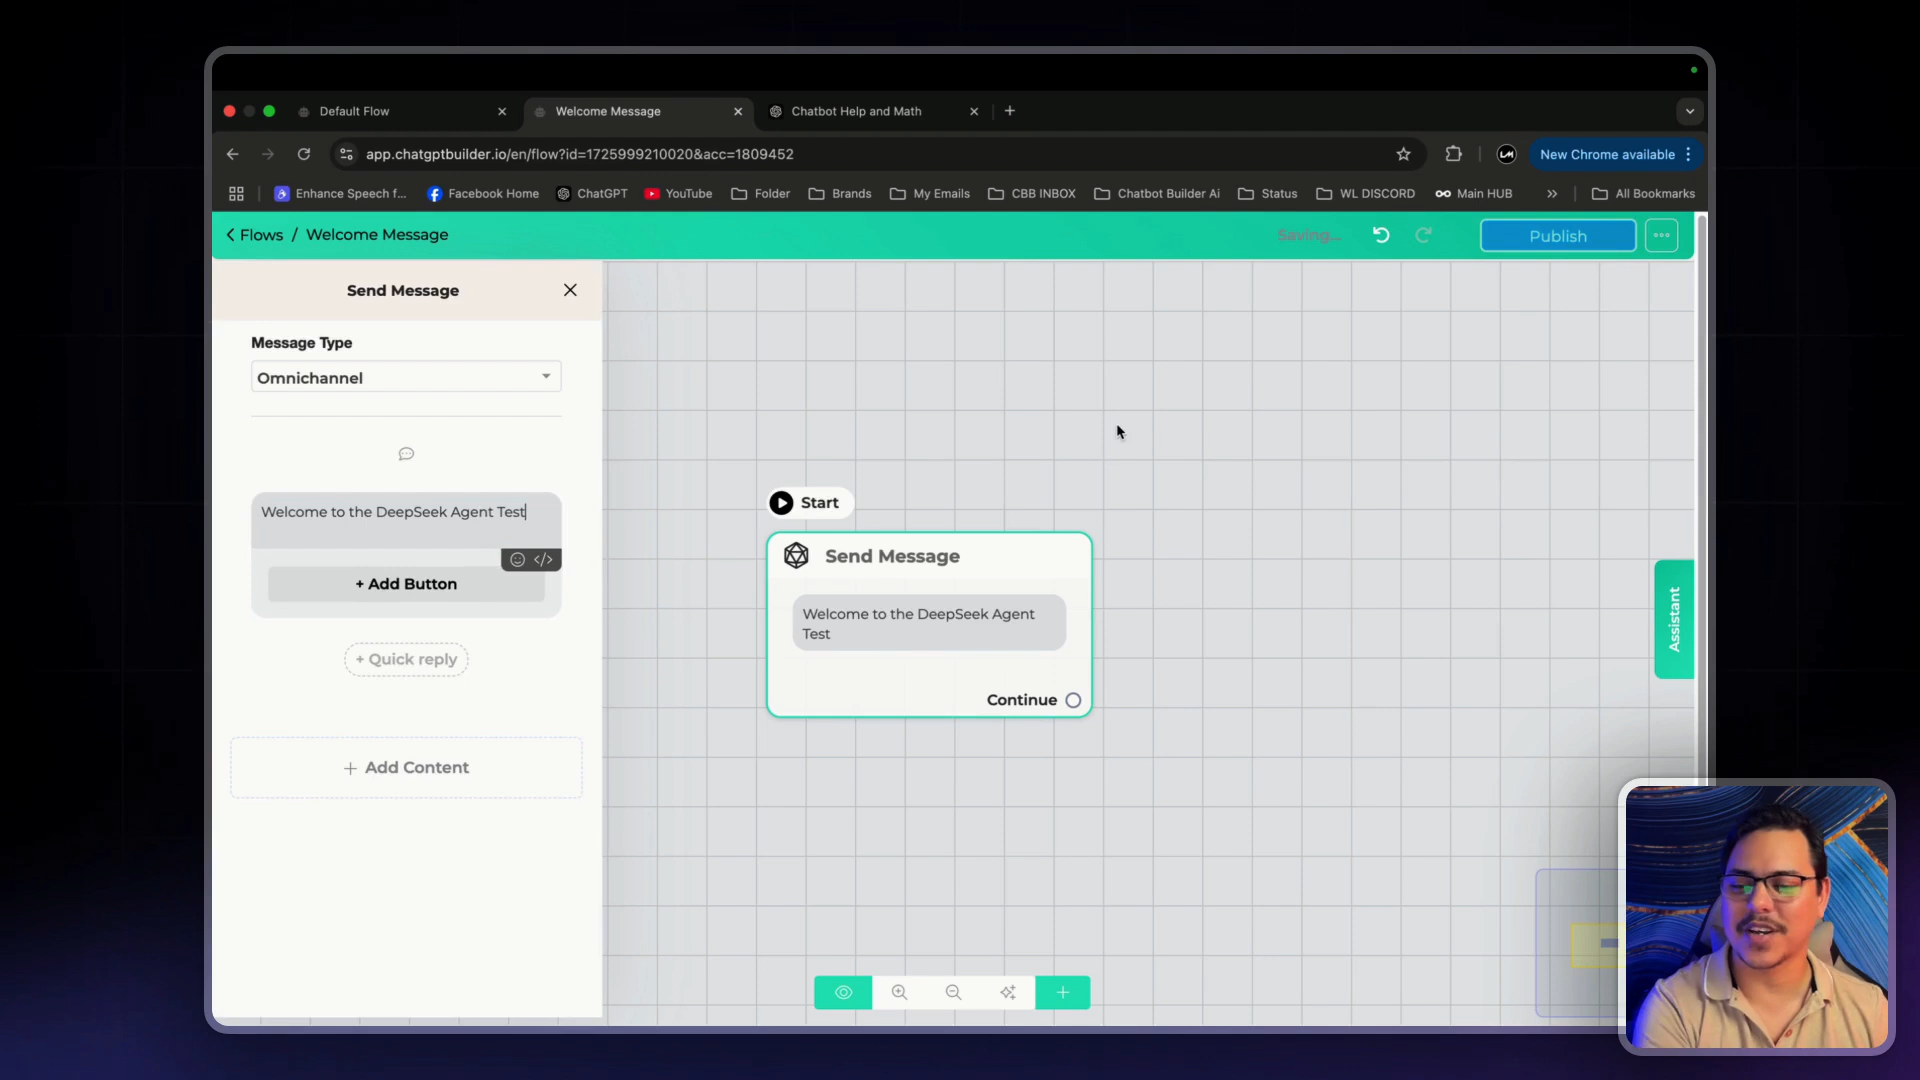 Default Flow
Welcome Message
Chatbot Help and Math
app.chatgptbuilder.io/en/flow?id=1725999210020&acc=1809452
New Chrome available
Enhance Speech f...
Facebook Home
ChatGPT
YouTube
Folder
Brands
My Emails
CBB INBOX
Chatbot Builder Ai
Status
WL DISCORD
Main HUB
All Bookmarks
Flows / Welcome Message
Saving...
Publish
Send Message
Message Type
Omnichannel
Welcome to the DeepSeek Agent Test
+ Add Button
+ Quick reply
+ Add Content
Start
Send Message
Welcome to the DeepSeek Agent
Test
Continue
Assistant